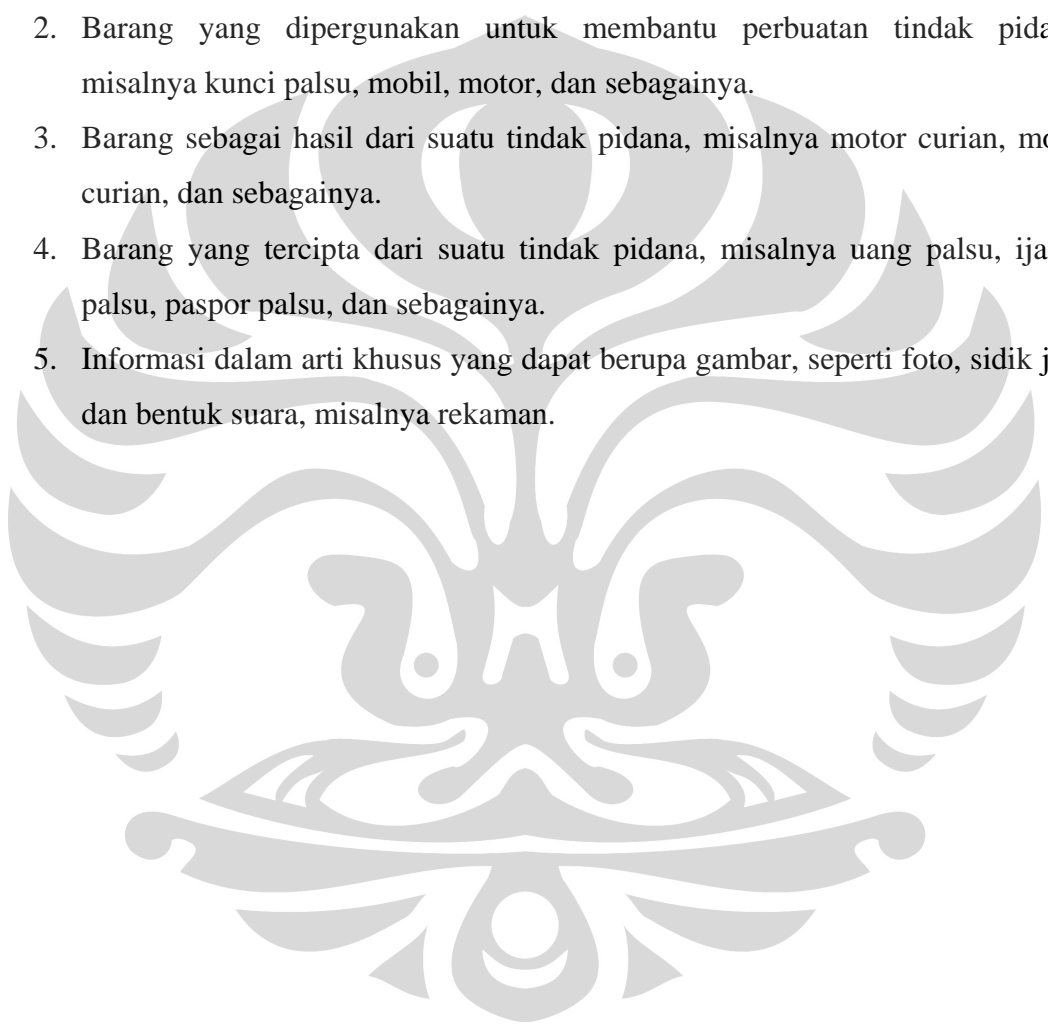 2. Barang yang dipergunakan untuk membantu perbuatan tindak pida
misalnya kunci palsu, mobil, motor, dan sebagainya.
3. Barang sebagai hasil dari suatu tindak pidana, misalnya motor curian, mo
curian, dan sebagainya.
4. Barang yang tercipta dari suatu tindak pidana, misalnya uang palsu, ija
palsu, paspor palsu, dan sebagainya.
5. Informasi dalam arti khusus yang dapat berupa gambar, seperti foto, sidik j
dan bentuk suara, misalnya rekaman.